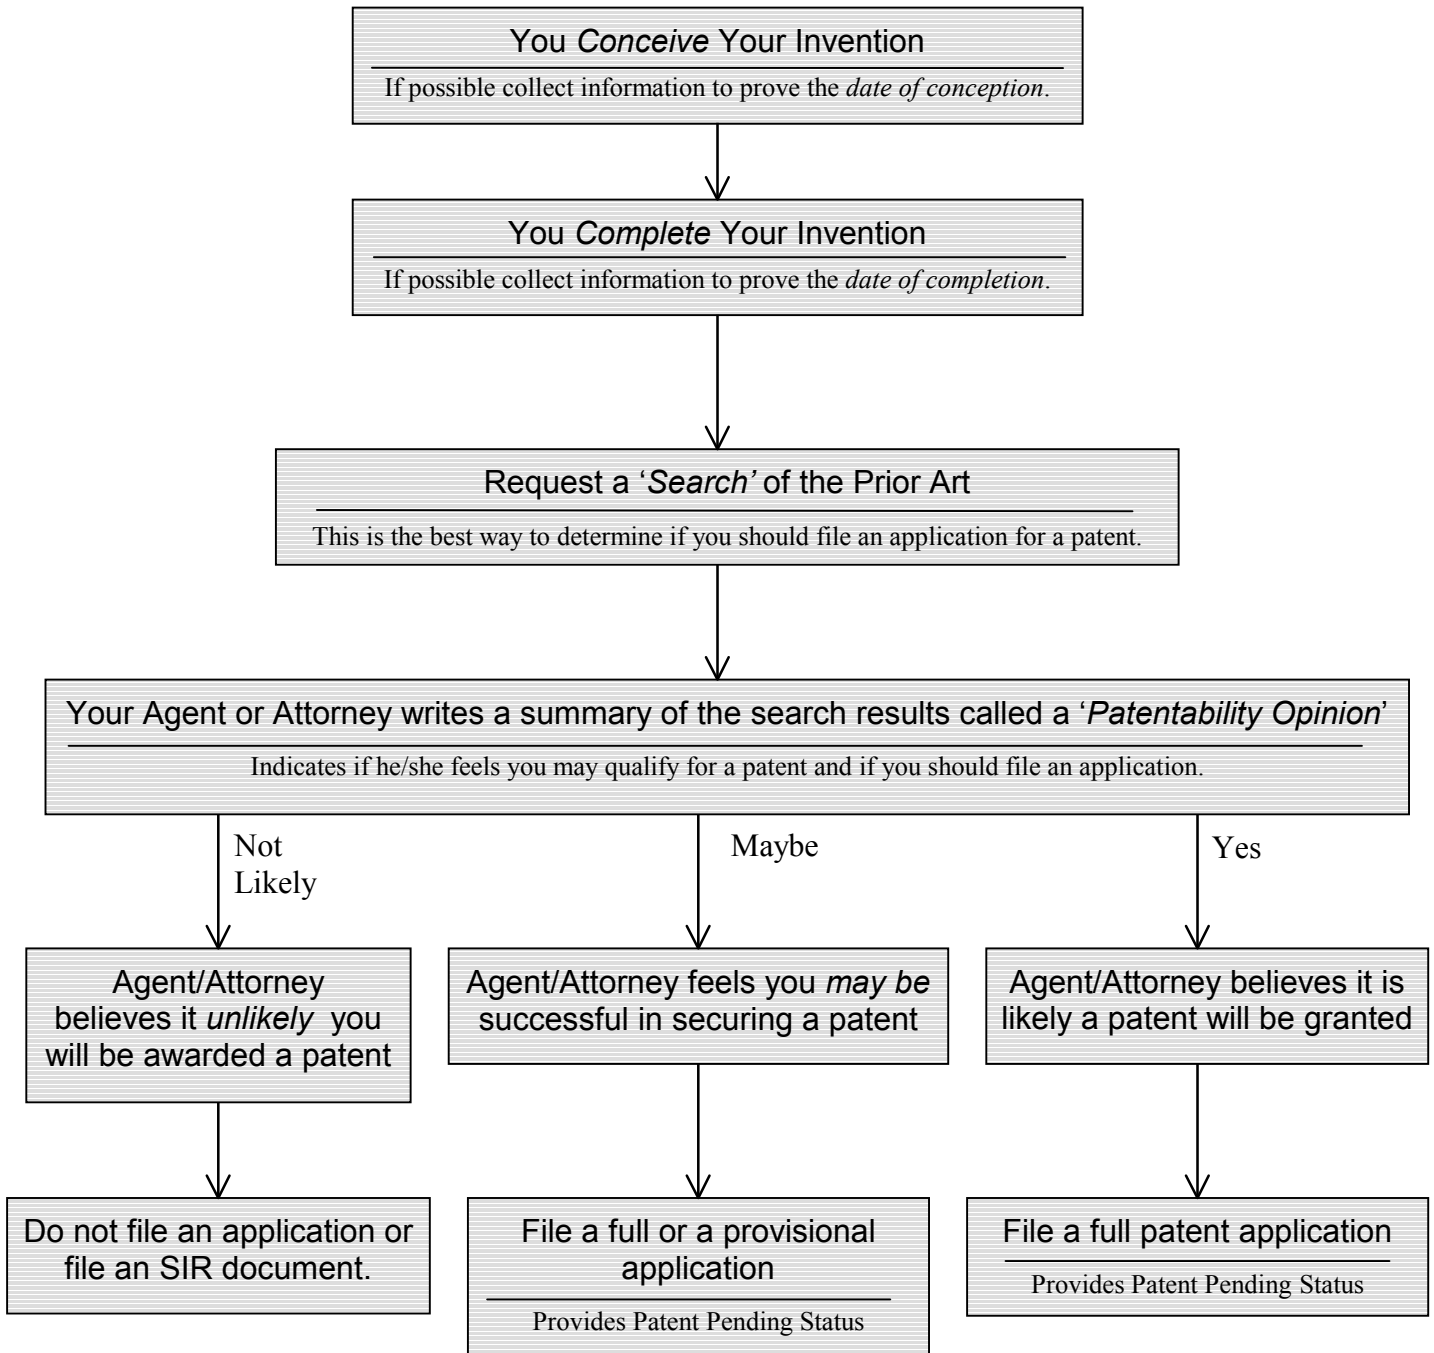 You Conceive Your Invention
If possible collect information to prove the date of conception.
You Complete Your Invention
If possible collect information to prove the date of completion.
Request a ‘Search’ of the Prior Art
This is the best way to determine if you should file an application for a patent.
Your Agent or Attorney writes a summary of the search results called a ‘Patentability Opinion’
Indicates if he/she feels you may qualify for a patent and if you should file an application.
Not
Likely
Maybe
Yes
Agent/Attorney
believes it unlikely you
will be awarded a patent
Agent/Attorney feels you may be
successful in securing a patent
Agent/Attorney believes it is
likely a patent will be granted
Do not file an application or
file an SIR document.
File a full or a provisional
application
Provides Patent Pending Status
File a full patent application
Provides Patent Pending Status